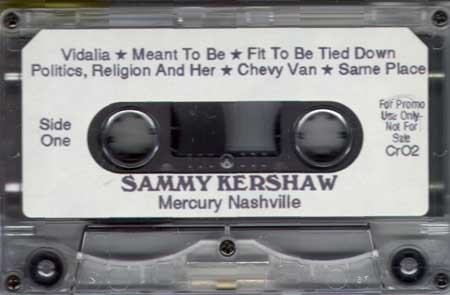 Vidalia ★ Meant To Be ★ Fit To Be Tied Down
Politics, Religion And Her ★ Chevy Van ★ Same Place
Side
One
For Promo
Use Only-
Not For
Sale
CrO2
SAMMY KERSHAW
Mercury Nashville